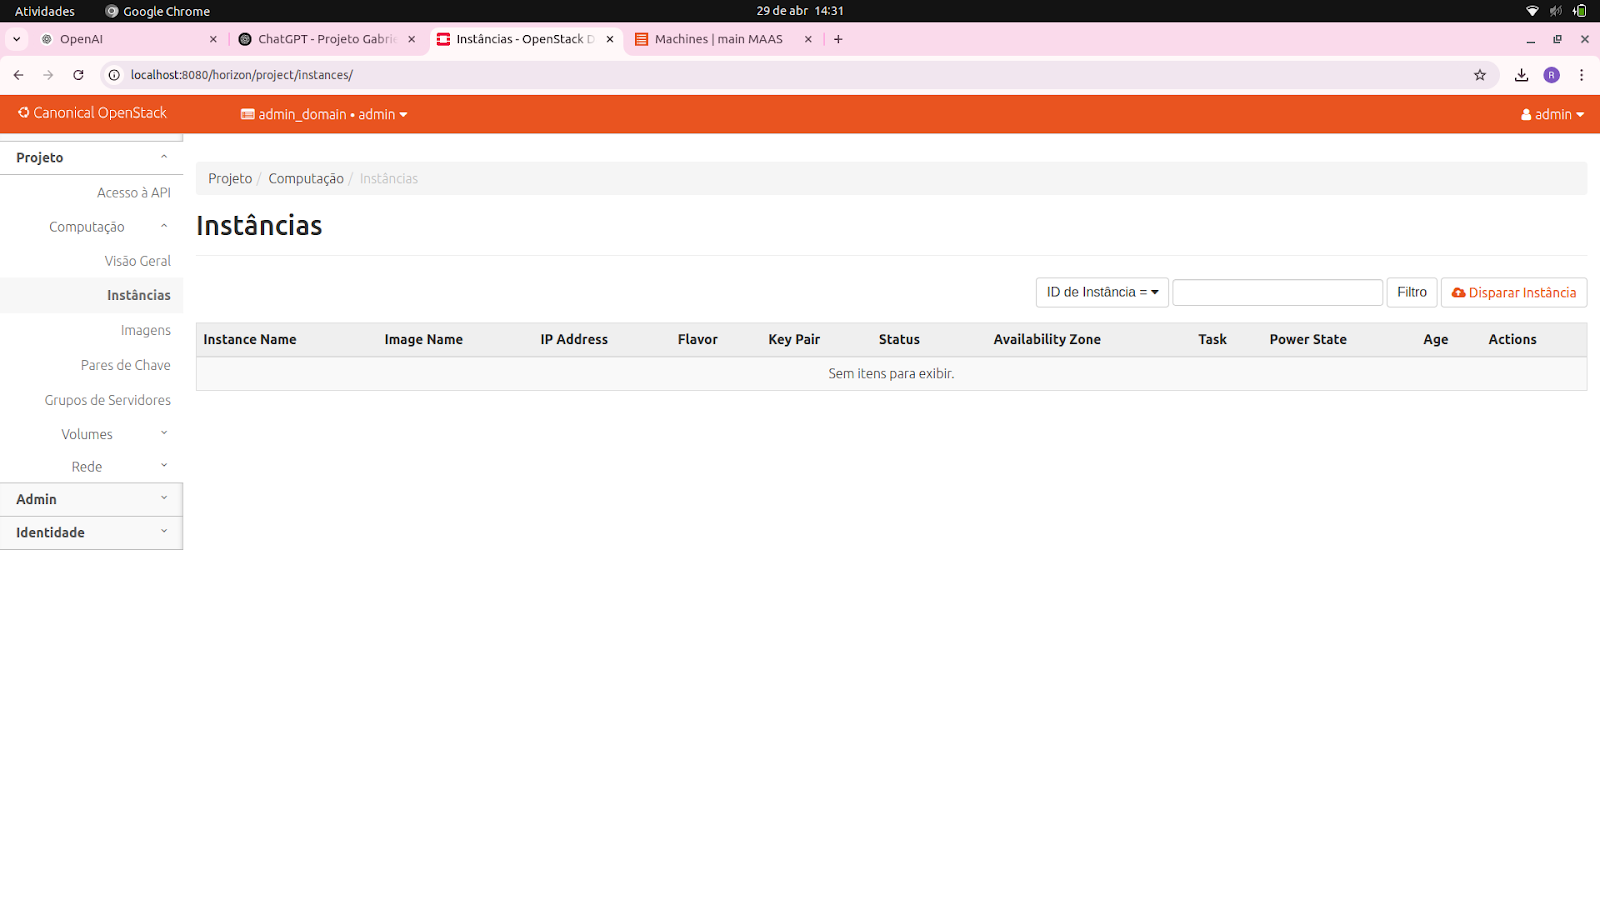 Atividades Google Chrome 29 de abr 14:31
OpenAI ChatGPT - Projeto Gabrie Instâncias - OpenStack D Machines | main MAAS
localhost:8080/horizon/project/instances/ R
Canonical OpenStack admin_domain • admin admin
Projeto
Acesso à API
Computação
Visão Geral
Instâncias
Imagens
Pares de Chave
Grupos de Servidores
Volumes
Rede
Admin
Identidade
Projeto / Computação / Instâncias
Instâncias
ID de Instância = Filtro Disparar Instância
Instance Name Image Name IP Address Flavor Key Pair Status Availability Zone Task Power State Age Actions
Sem itens para exibir.